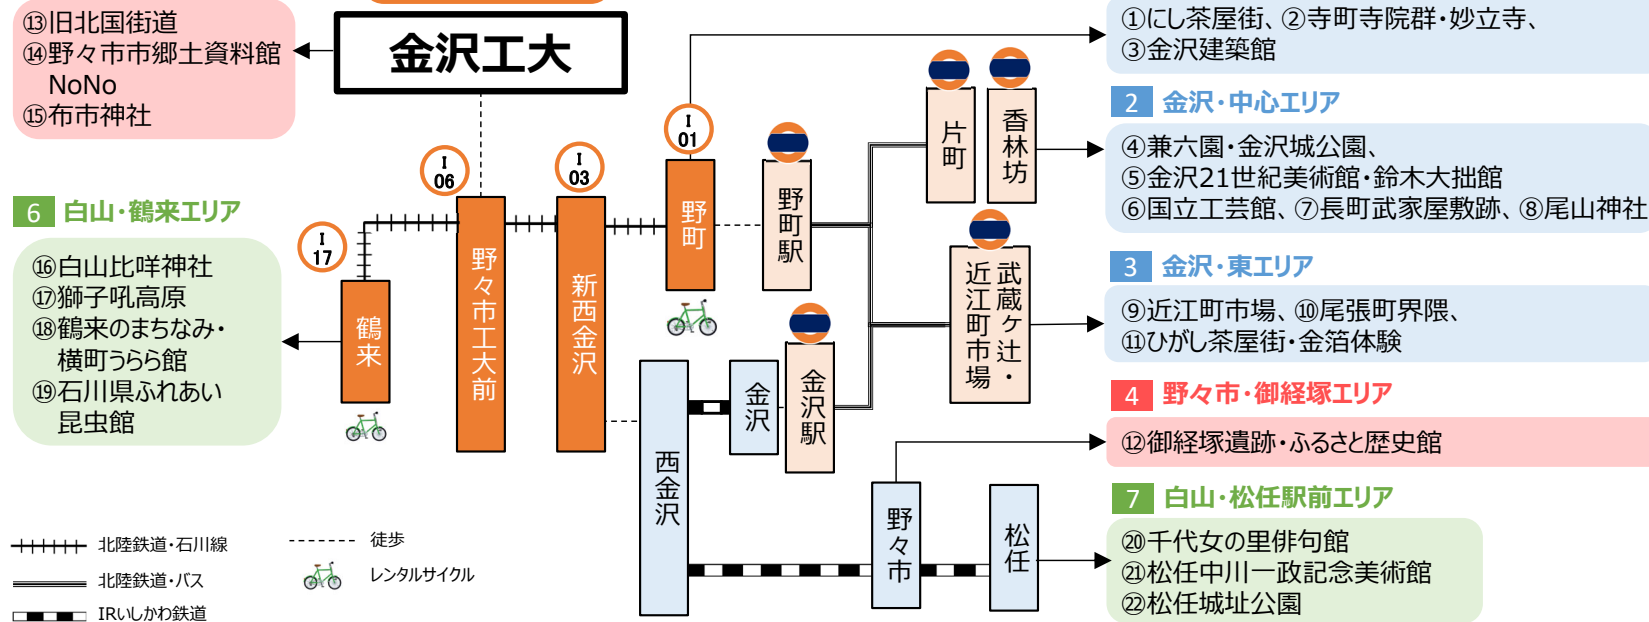 ⑬旧北国街道
⑭野々市市郷土資料館
NoNo
⑮布市神社
金沢工大
①にし茶屋街、②寺町寺院群・妙立寺、
③金沢建築館
2 金沢・中心エリア
④兼六園・金沢城公園、
⑤金沢21世紀美術館・鈴木大拙館
⑥国立工芸館、⑦長町武家屋敷跡、⑧尾山神社
3 金沢・東エリア
⑨近江町市場、⑩尾張町界隈、
⑪ひがし茶屋街・金箔体験
4 野々市・御経塚エリア
⑫御経塚遺跡・ふるさと歴史館
7 白山・松任駅前エリア
⑳千代女の里俳句館
㉑松任中川一政記念美術館
㉒松任城址公園
6 白山・鶴来エリア
⑯白山比咩神社
⑰獅子吼高原
⑱鶴来のまちなみ・
横町うらら館
⑲石川県ふれあい
昆虫館
I
17
鶴来
I
06
野々市工大前
I
03
新西金沢
I
01
野町
野町駅
片町
香林坊
武蔵ヶ辻・
近江町市場
西金沢
金沢
金沢駅
野々市
松任
北陸鉄道・石川線
北陸鉄道・バス
IRいしかわ鉄道
徒歩
レンタルサイクル